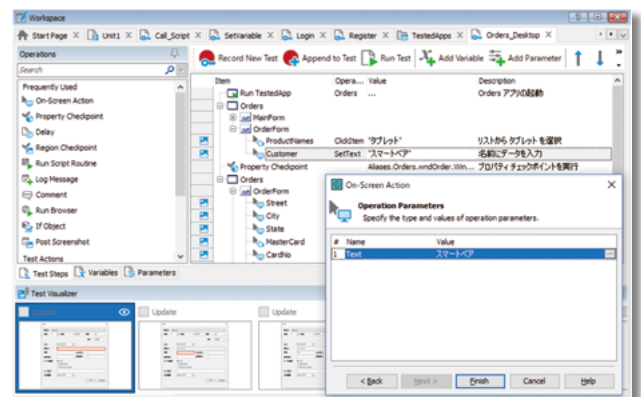 Workspace
Start Page Unit1 Call_Script SetVariable Login Register TestedApps Orders_Desktop
Operations
Search
Record New Test Append to Test Run Test Add Variable Add Parameter
Frequently Used
On-Screen Action
Property Checkpoint
Delay
Region Checkpoint
Run Script Routine
Log Message
Comment
Run Browser
If Object
Post Screenshot
Test Actions
Item Opera... Value Description
Run TestedApp Orders ... Orders アプリの起動
Orders
MainForm
OrderForm
ProductNames ClickItem "タブレット" リストから タブレット を選択
Customer SetText "スマートベア" 名前にデータを入力
Property Checkpoint Aliases.Orders.wndOrder.Win... プロパティ チェックポイントを実行
Orders
OrderForm
Street
City
State
MasterCard
CardNo
Test Steps Variables Parameters
On-Screen Action
Operation Parameters
Specify the type and values of operation parameters.
# Name Value
1 Text スマートベア
< Back Next > Finish Cancel Help
Test Visualizer
Update
Update
Update